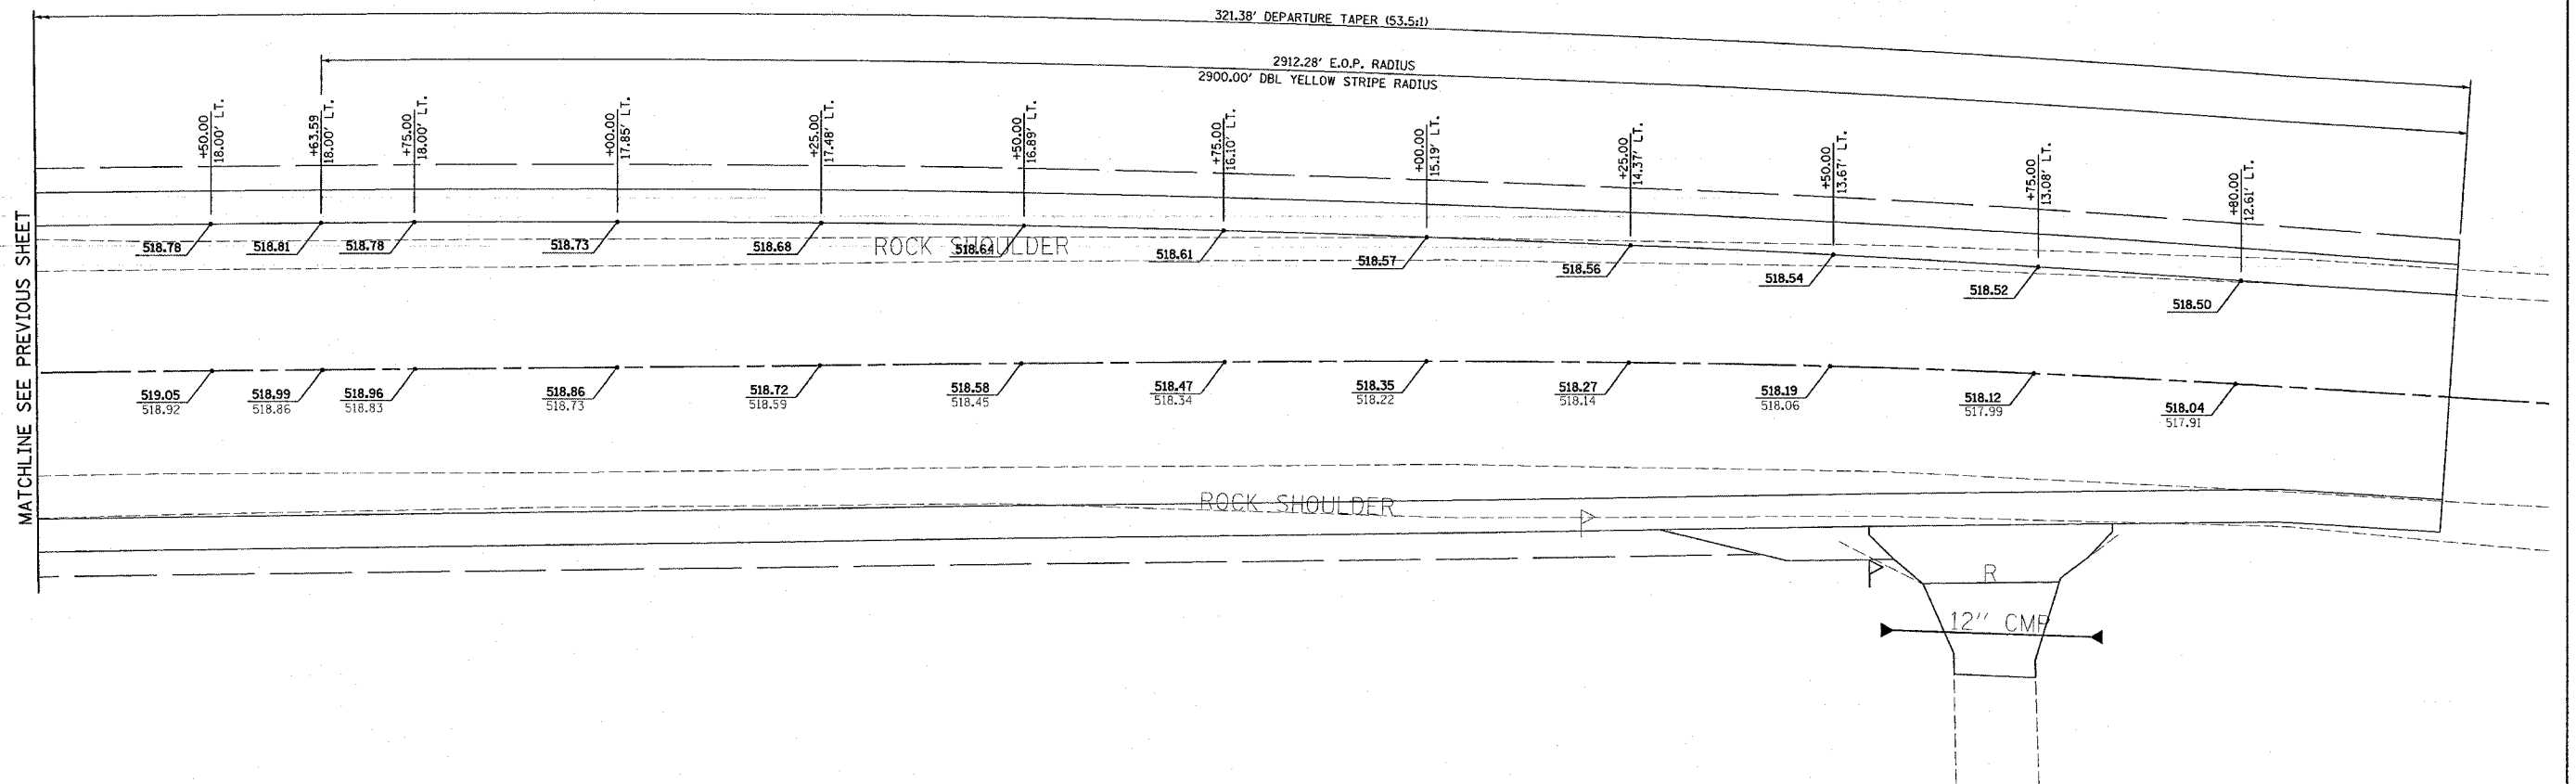 321.38' DEPARTURE TAPER (53.5:1)
2912.28' E.O.P. RADIUS
2900.00' DBL YELLOW STRIPE RADIUS
+50.00
18.00' LT.
+63.59
18.00' LT.
+75.00
18.00' LT.
+00.00
17.85' LT.
+25.00
17.48' LT.
+50.00
16.89' LT.
+75.00
16.10' LT.
+00.00
15.19' LT.
+25.00
14.37' LT.
+50.00
13.67' LT.
+75.00
13.08' LT.
+80.00
12.61' LT.
MATCHLINE SEE PREVIOUS SHEET
518.78
518.81
518.78
518.73
518.68
ROCK SHOULDER
518.64
518.61
518.57
518.56
518.54
518.52
518.50
519.05
518.92
518.99
518.86
518.96
518.83
518.86
518.73
518.72
518.59
518.58
518.45
518.47
518.34
518.35
518.22
518.27
518.14
518.19
518.06
518.12
517.99
518.04
517.91
ROCK SHOULDER
P
P
R
12'' CMP